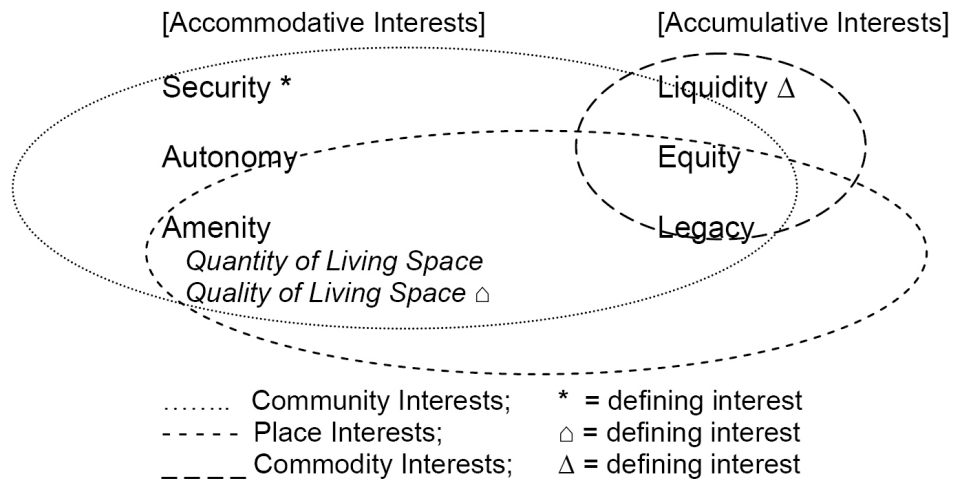 [Accommodative Interests] [Accumulative Interests]
Security * Liquidity Δ
Autonomy Equity
Amenity Legacy
Quantity of Living Space
Quality of Living Space ⌂
…….. Community Interests; * = defining interest
- - - - - - - Place Interests; ⌂ = defining interest
_ _ _ _ Commodity Interests; Δ = defining interest